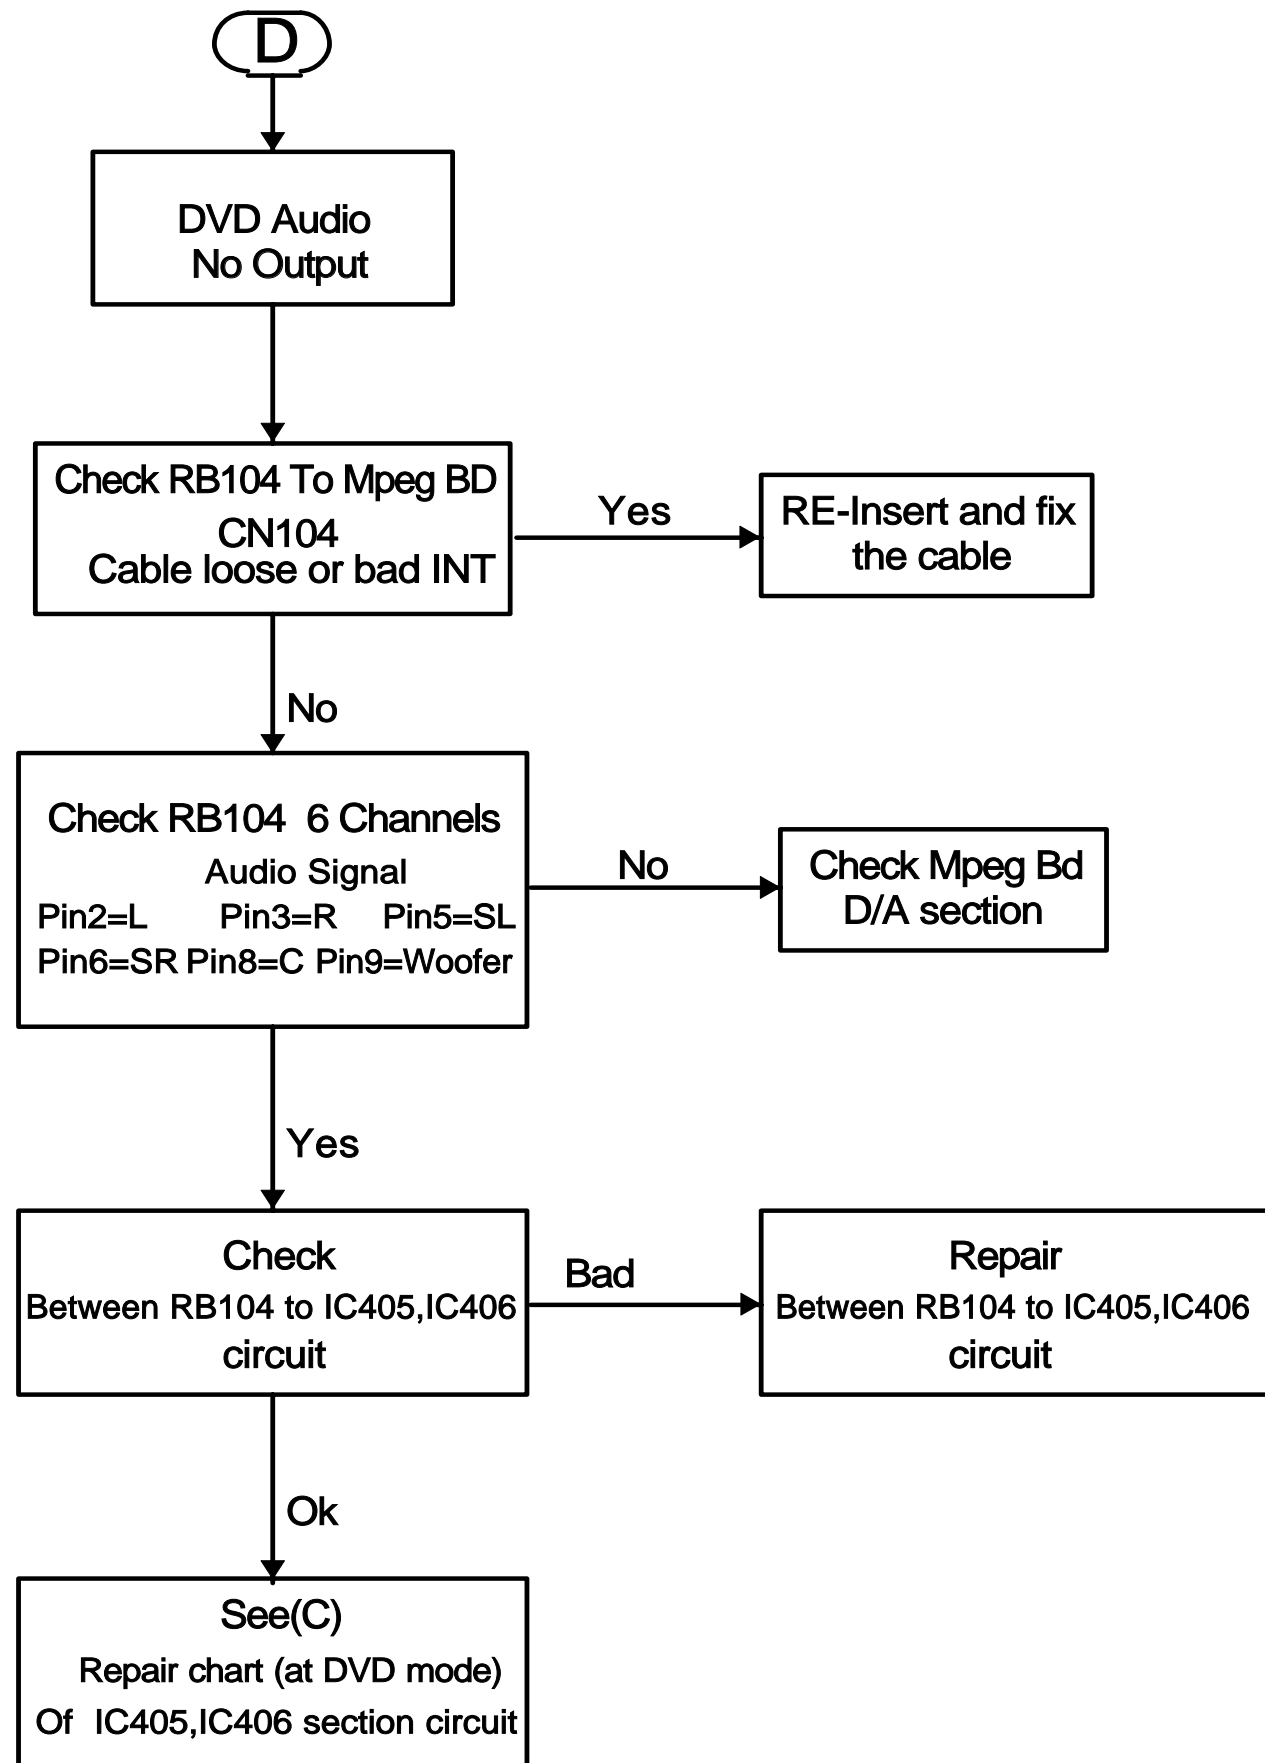 D
DVD Audio
No Output
Check RB104 To Mpeg BD
CN104
Cable loose or bad INT
Yes
RE-Insert and fix
the cable
No
Check RB104 6 Channels
Audio Signal
Pin2=L Pin3=R Pin5=SL
Pin6=SR Pin8=C Pin9=Woofer
No
Check Mpeg Bd
D/A section
Yes
Check
Between RB104 to IC405,IC406
circuit
Bad
Repair
Between RB104 to IC405,IC406
circuit
Ok
See(C)
Repair chart (at DVD mode)
Of IC405,IC406 section circuit